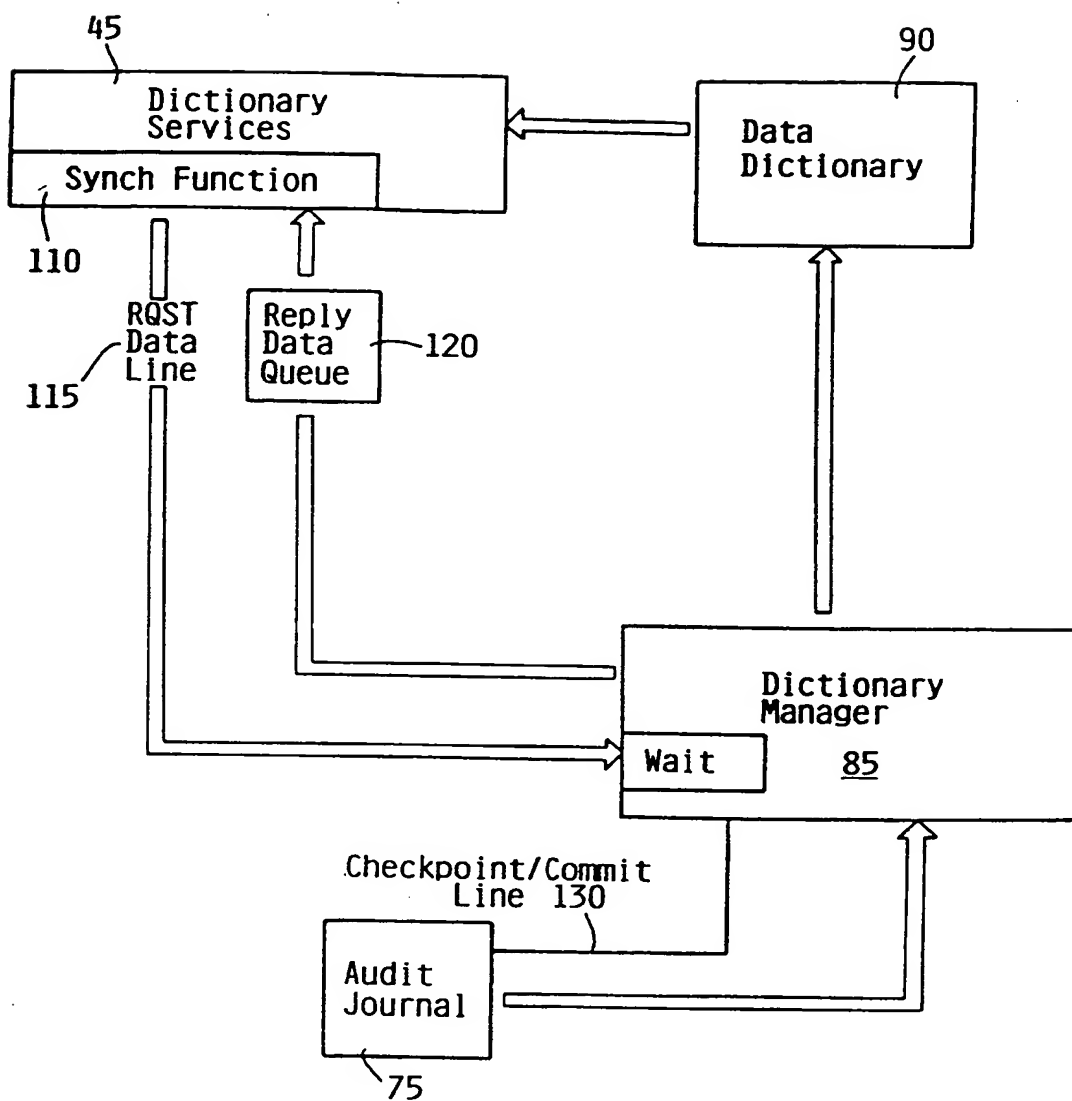 45
Dictionary
Services
Synch Function
110
90
Data
Dictionary
RQST
Data
Line
115
Reply
Data
Queue
120
Dictionary
Manager
85
Wait
Checkpoint/Commit
Line 130
Audit
Journal
75